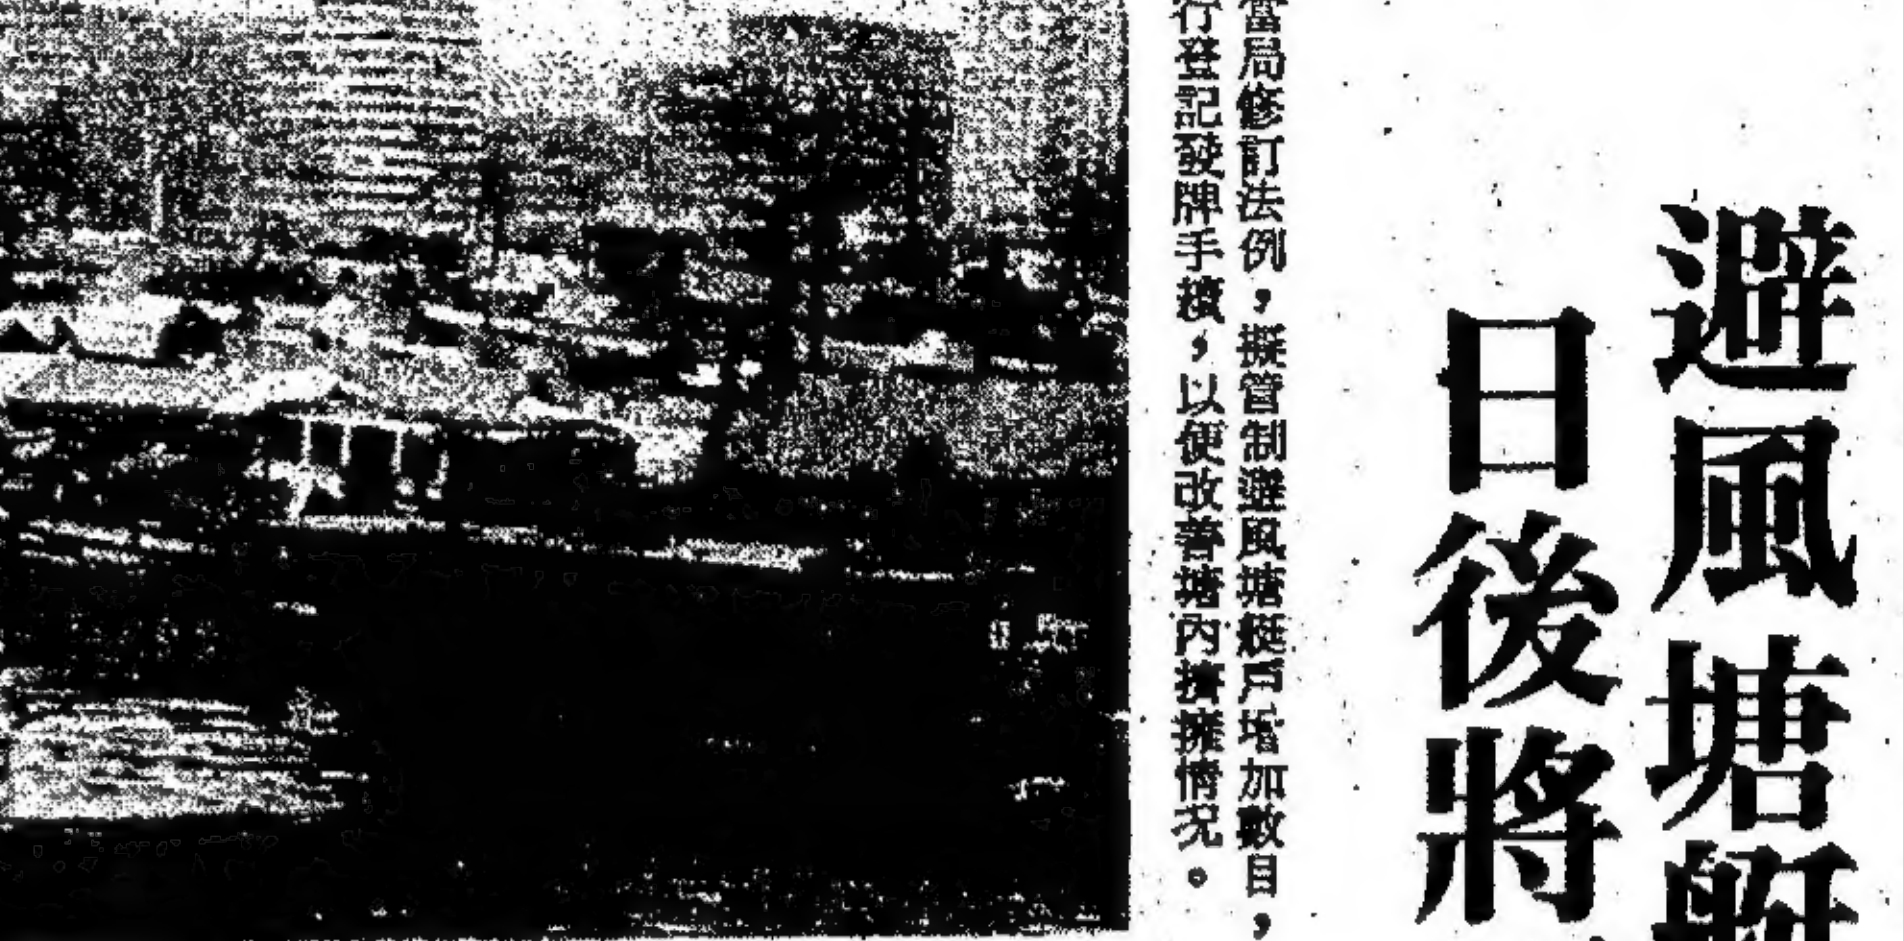 避風塘艇
日後將
當局修訂法例，擬管制避風塘艇戶增加數目，
行登記發牌手續，以便改善塘內擠擁情況。